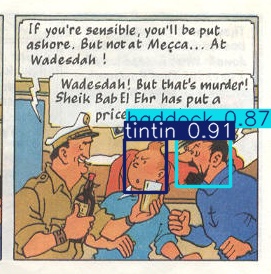 If you're sensible, you'll be put
ashore. But not at Meçca... At
Wadesdah!
Wadesdah! But that's murder!
Sheik Bab El Ehr has put a
price
haddock 0.87
tintin 0.91